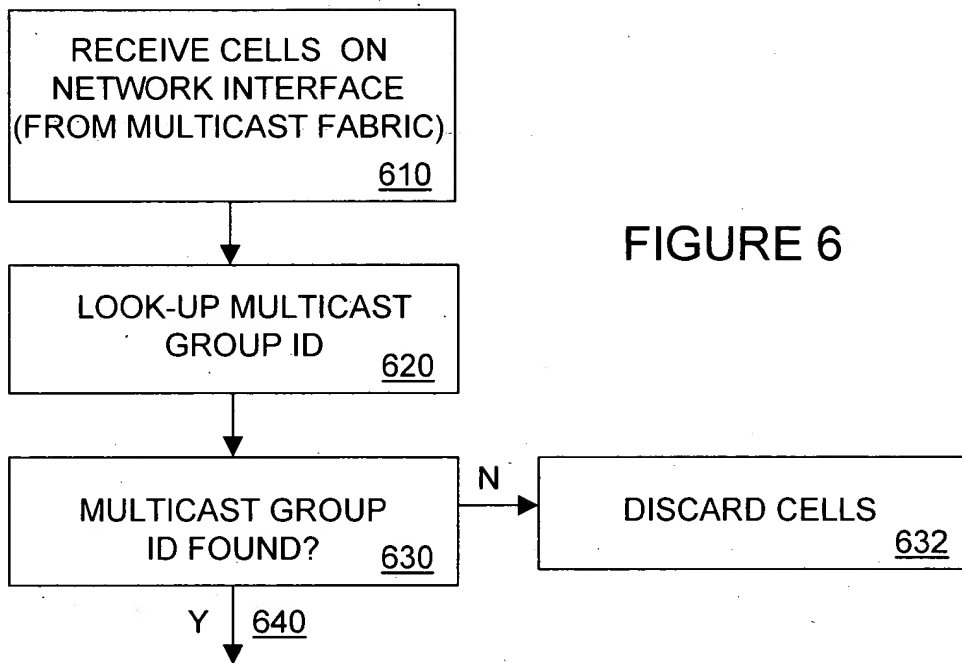 RECEIVE CELLS ON
NETWORK INTERFACE
(FROM MULTICAST FABRIC)
610
FIGURE 6
LOOK-UP MULTICAST
GROUP ID
620
MULTICAST GROUP
ID FOUND?
630
N
DISCARD CELLS
632
Y
640